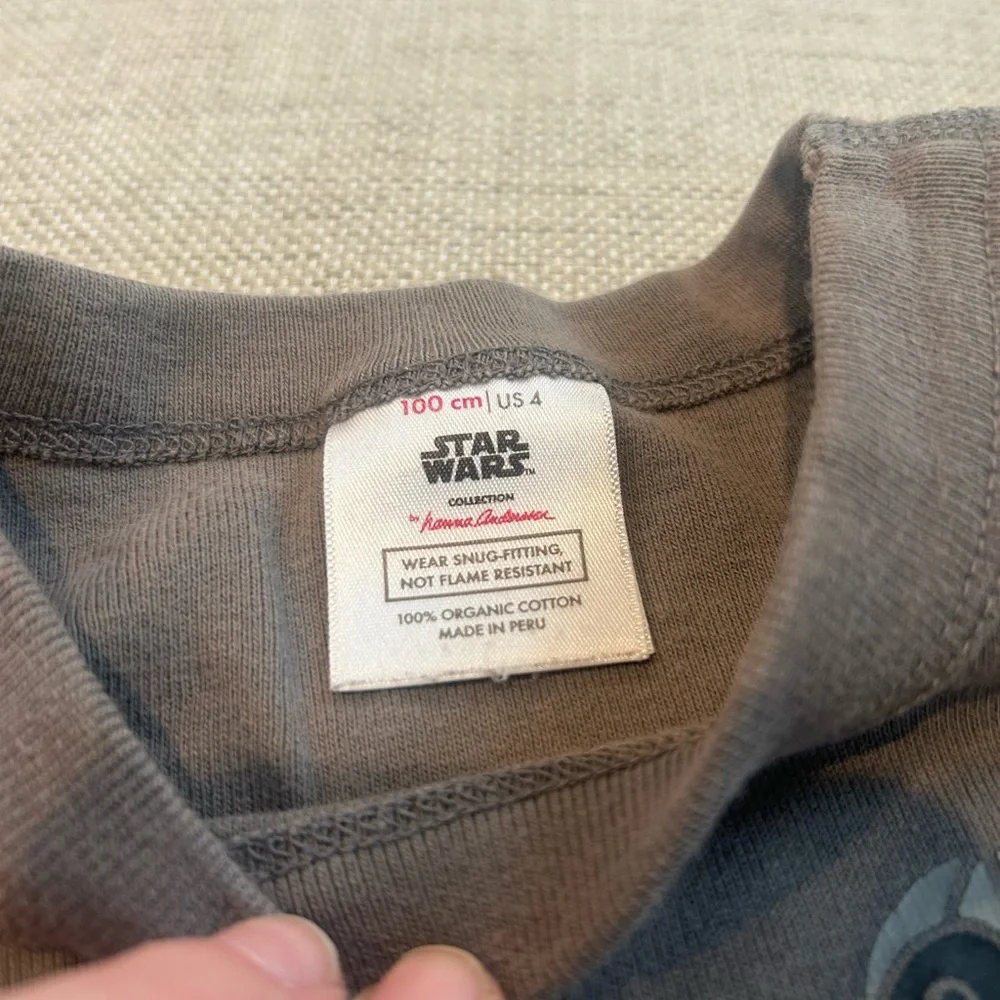 100 cm | US 4
STAR
WARS™
COLLECTION
by hanna Andersson
WEAR SNUG-FITTING,
NOT FLAME RESISTANT
100% ORGANIC COTTON
MADE IN PERU